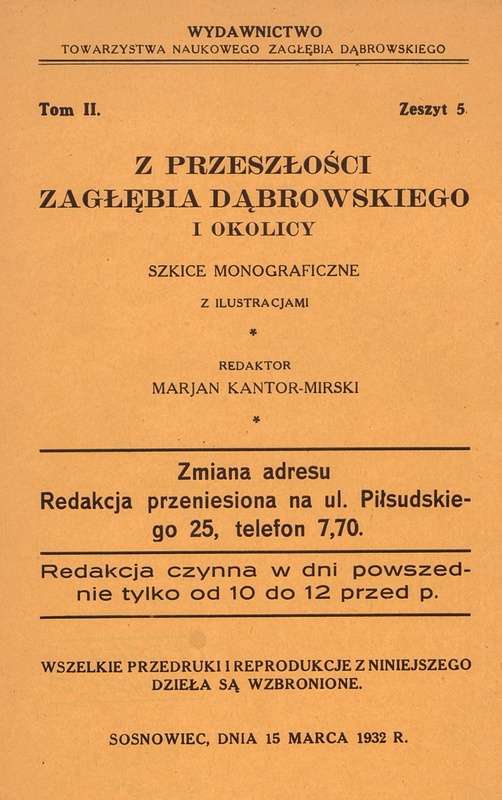 WYDAWNICTWO
TOWARZYSTWA NAUKOWEGO ZAGŁĘBIA DĄBROWSKIEGO
Tom II. Zeszyt 5.
Z PRZESZŁOŚCI
ZAGŁĘBIA DĄBROWSKIEGO
I OKOLICY
SZKICE MONOGRAFICZNE
Z ILUSTRACJAMI
*
REDAKTOR
MARJAN KANTOR-MIRSKI
*
Zmiana adresu
Redakcja przeniesiona na ul. Piłsudskie-
go 25, telefon 7,70.
Redakcja czynna w dni powszed-
nie tylko od 10 do 12 przed p.
WSZELKIE PRZEDRUKI I REPRODUKCJE Z NINIEJSZEGO
DZIEŁA SĄ WZBRONIONE.
SOSNOWIEC, DNIA 15 MARCA 1932 R.